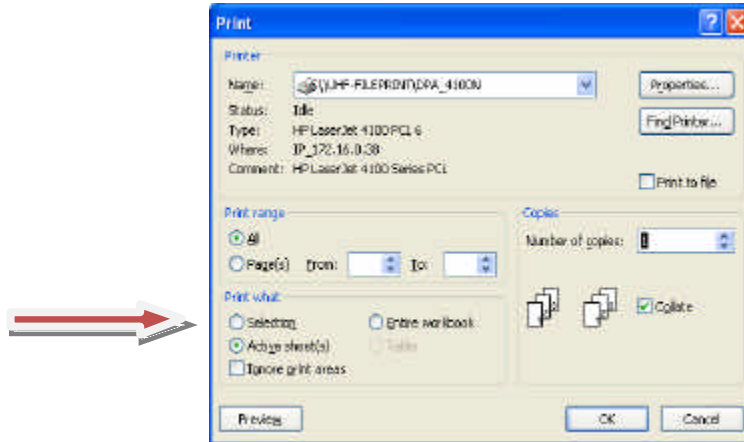 Print
Printer
Name: \\UHF-FILEPRINT\DPA_4100N
Properties...
Status: Idle
Find Printer...
Type: HP LaserJet 4100 PCL 6
Where: IP_172.16.0.38
Comment: HP LaserJet 4100 Series PCL
Print to file
Print range
All
Page(s) From: To:
Copies
Number of copies: 1
Collate
Print what
Selection Entire workbook
Active sheet(s) Table
Ignore print areas
Preview OK Cancel